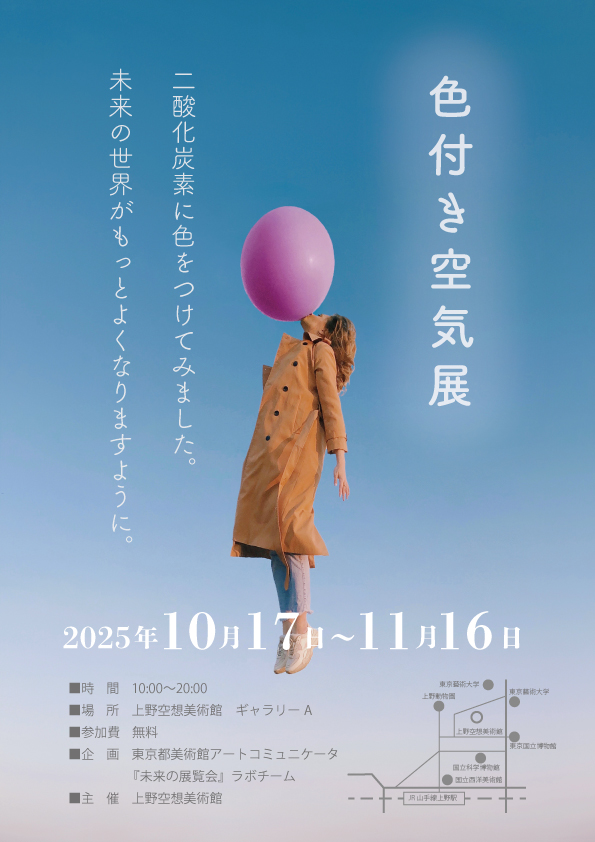 色付き空気展
二酸化炭素に色をつけてみました。
未来の世界がもっとよくなりますように。
2025年10月17日～11月16日
■時　間　10:00～20:00
■場　所　上野空想美術館　ギャラリー A
■参加費　無料
■企　画　東京都美術館アートコミュニケータ
『未来の展覧会』ラボチーム
■主　催　上野空想美術館
東京藝術大学
東京藝術大学
上野動物園
上野空想美術館
東京国立博物館
国立科学博物館
国立西洋美術館
JR山手線上野駅